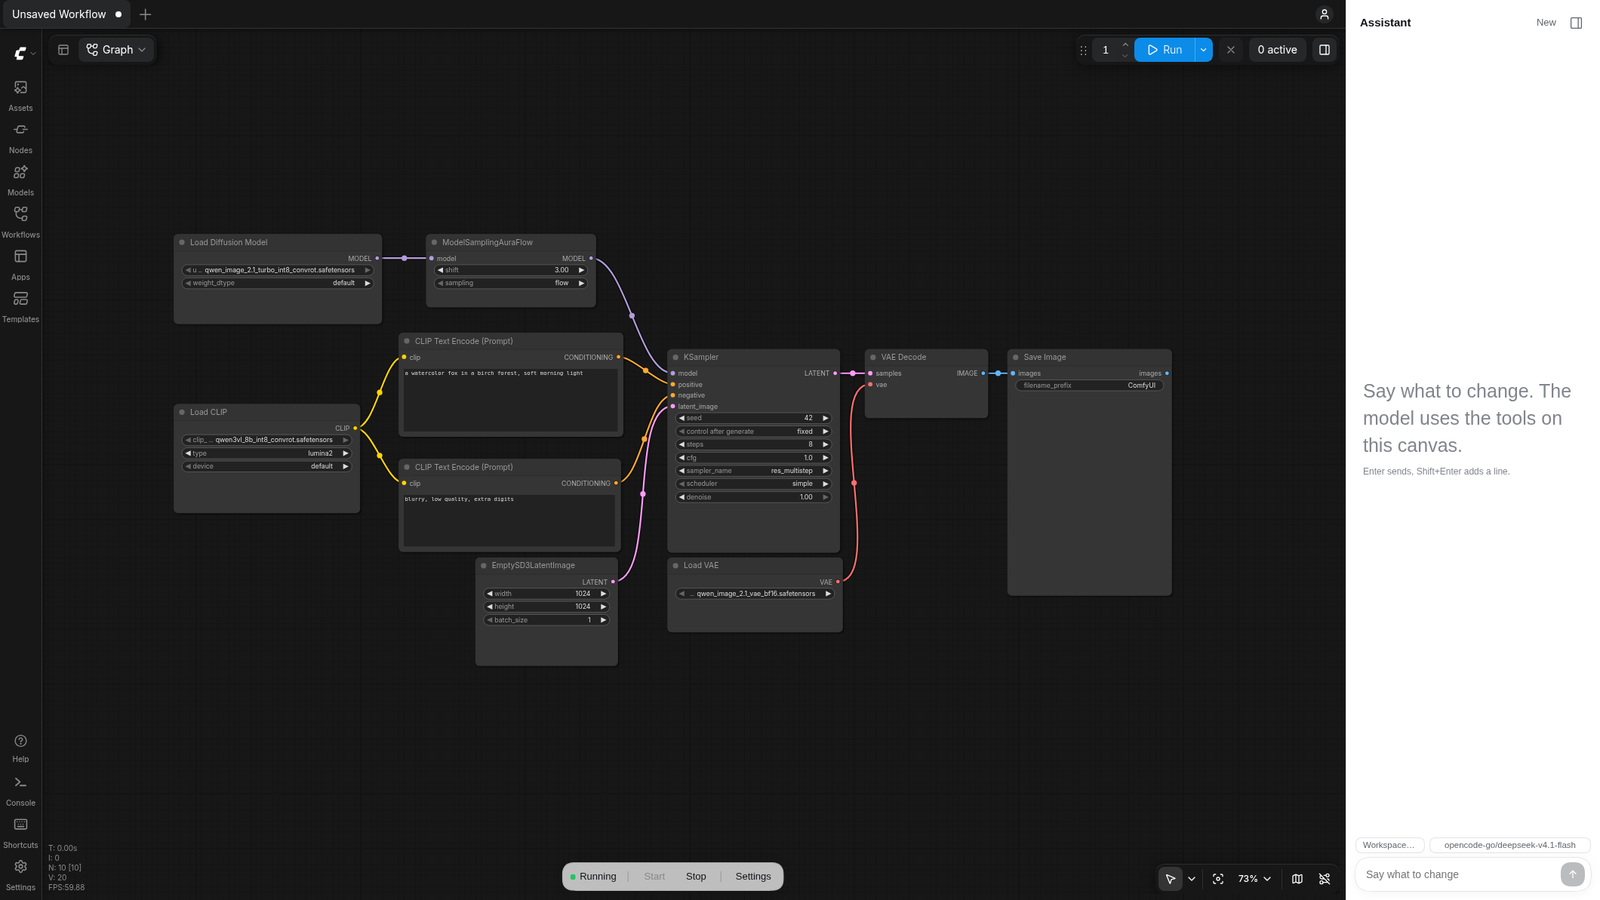 Unsaved Workflow
Assistant
New
Graph
1
Run
0 active
Assets
Nodes
Models
Workflows
Apps
Templates
Load Diffusion Model
MODEL
u... qwen_image_2.1_turbo_int8_convrot.safetensors
weight_dtype default
ModelSamplingAuraFlow
model MODEL
shift 3.00
sampling flow
CLIP Text Encode (Prompt)
clip CONDITIONING
a watercolor fox in a birch forest, soft morning light
Load CLIP
CLIP
clip_... qwen3vl_8b_int8_convrot.safetensors
type lumina2
device default
CLIP Text Encode (Prompt)
clip CONDITIONING
blurry, low quality, extra digits
EmptySD3LatentImage
LATENT
width 1024
height 1024
batch_size 1
KSampler
model LATENT
positive
negative
latent_image
seed 42
control after generate fixed
steps 8
cfg 1.0
sampler_name res_multistep
scheduler simple
denoise 1.00
Load VAE
VAE
... qwen_image_2.1_vae_bf16.safetensors
VAE Decode
samples IMAGE
vae
Save Image
images images
filename_prefix ComfyUI
Say what to change. The
model uses the tools on
this canvas.
Enter sends, Shift+Enter adds a line.
Help
Console
Shortcuts
Settings
T: 0.00s
I: 0
N: 10 [10]
V: 20
FPS:59.88
Running
Start
Stop
Settings
73%
Workspace...
opencode-go/deepseek-v4.1-flash
Say what to change